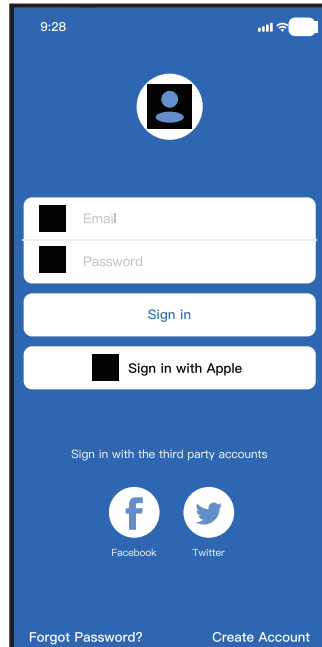 9:28
Email
Password
Sign in
Sign in with Apple
Sign in with the third party accounts
Facebook Twitter
Forgot Password? Create Account